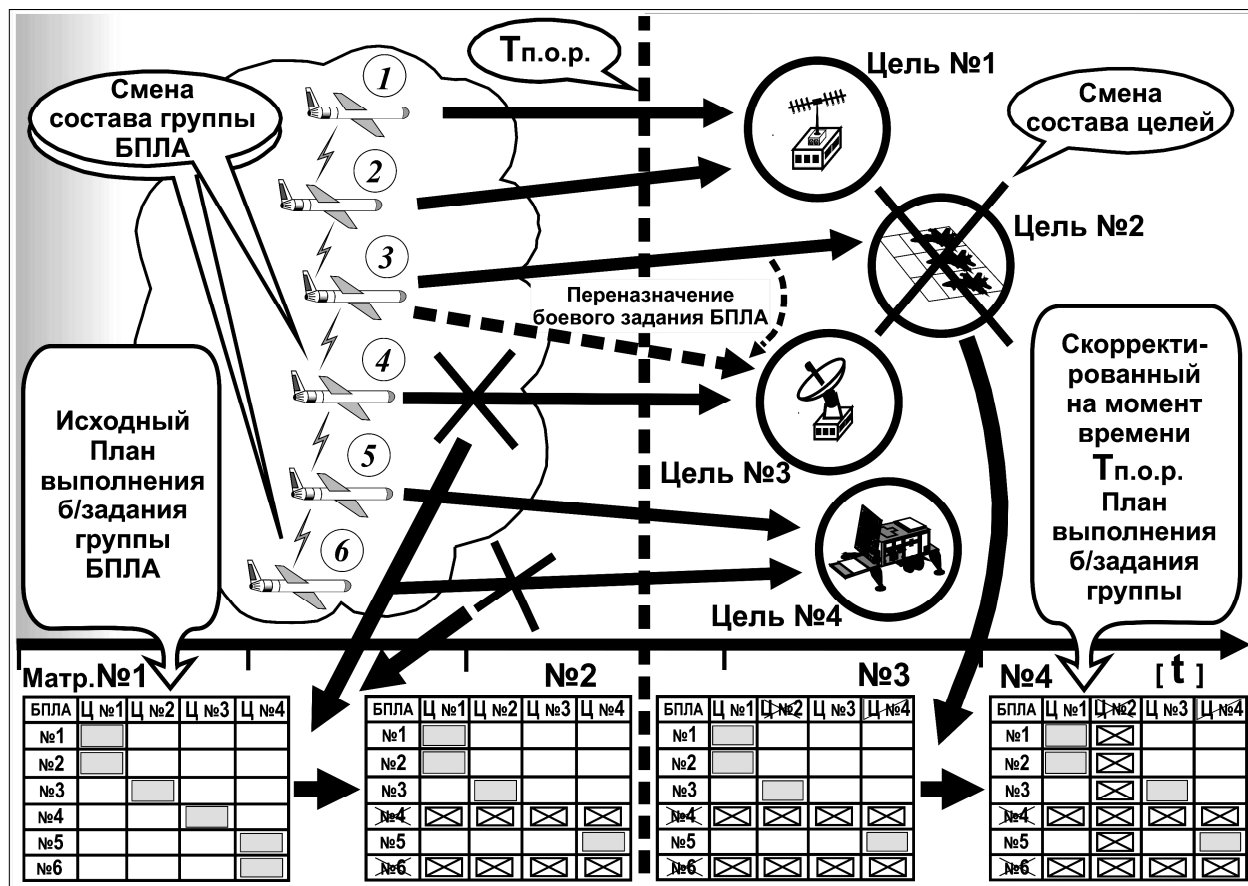 Тп.о.р.
Смена
состава группы
БПЛА
1
2
3
4
5
6
Цель №1
Смена
состава целей
Цель №2
Переназначение
боевого задания БПЛА
Цель №3
Цель №4
Исходный
План
выполнения
б/задания
группы
БПЛА
Скорректи-
рованный
на момент
времени
Тп.о.р.
План
выполнения
б/задания
группы
[ t ]
Матр.№1
БПЛА Ц №1 Ц №2 Ц №3 Ц №4
№1
№2
№3
№4
№5
№6
№2
БПЛА Ц №1 Ц №2 Ц №3 Ц №4
№1
№2
№3
№4
№5
№6
№3
БПЛА Ц №1 Ц №2 Ц №3 Ц №4
№1
№2
№3
№4
№5
№6
№4
БПЛА Ц №1 Ц №2 Ц №3 Ц №4
№1
№2
№3
№4
№5
№6